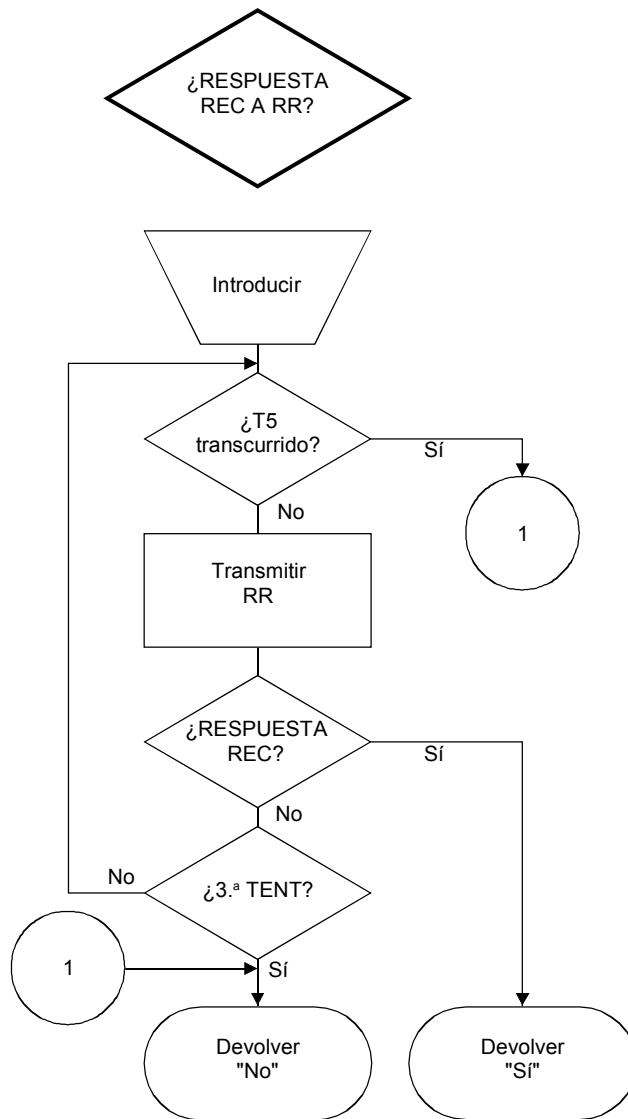 ¿RESPUESTA
REC A RR?
Introducir
¿T5
transcurrido?
Sí
No
1
Transmitir
RR
¿RESPUESTA
REC?
Sí
No
No
¿3.ª TENT?
1
Sí
Devolver
"No"
Devolver
"Sí"